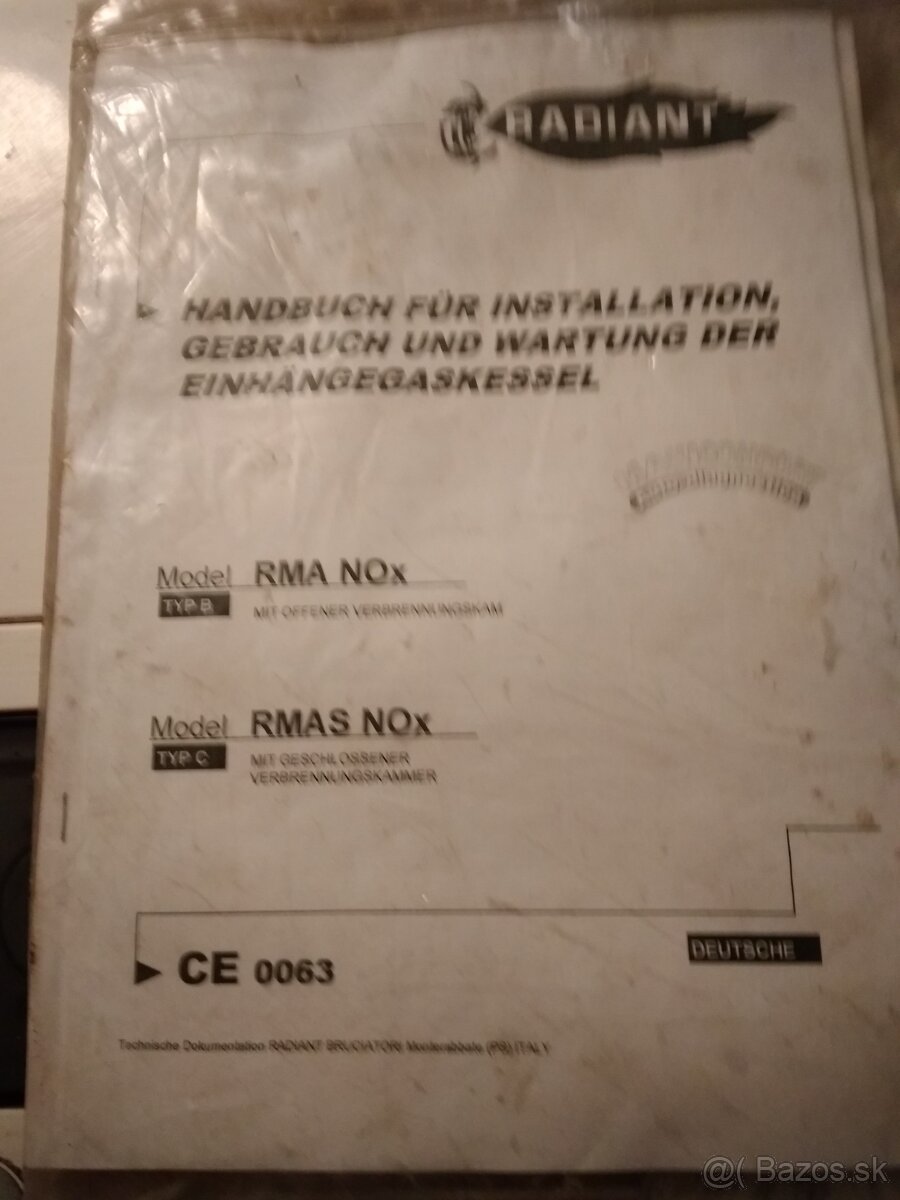 RADIANT
HANDBUCH FÜR INSTALLATION,
GEBRAUCH UND WARTUNG DER
EINHÄNGEGASKESSEL
Model RMA NOx
TYP B MIT OFFENER VERBRENNUNGSKAM
Model RMAS NOx
TYP C MIT GESCHLOSSENER
VERBRENNUNGSKAMMER
DEUTSCHE
CE 0063
Technische Dokumentation RADIANT BRUCIATORI (PS) ITALY
@( Bazos.sk